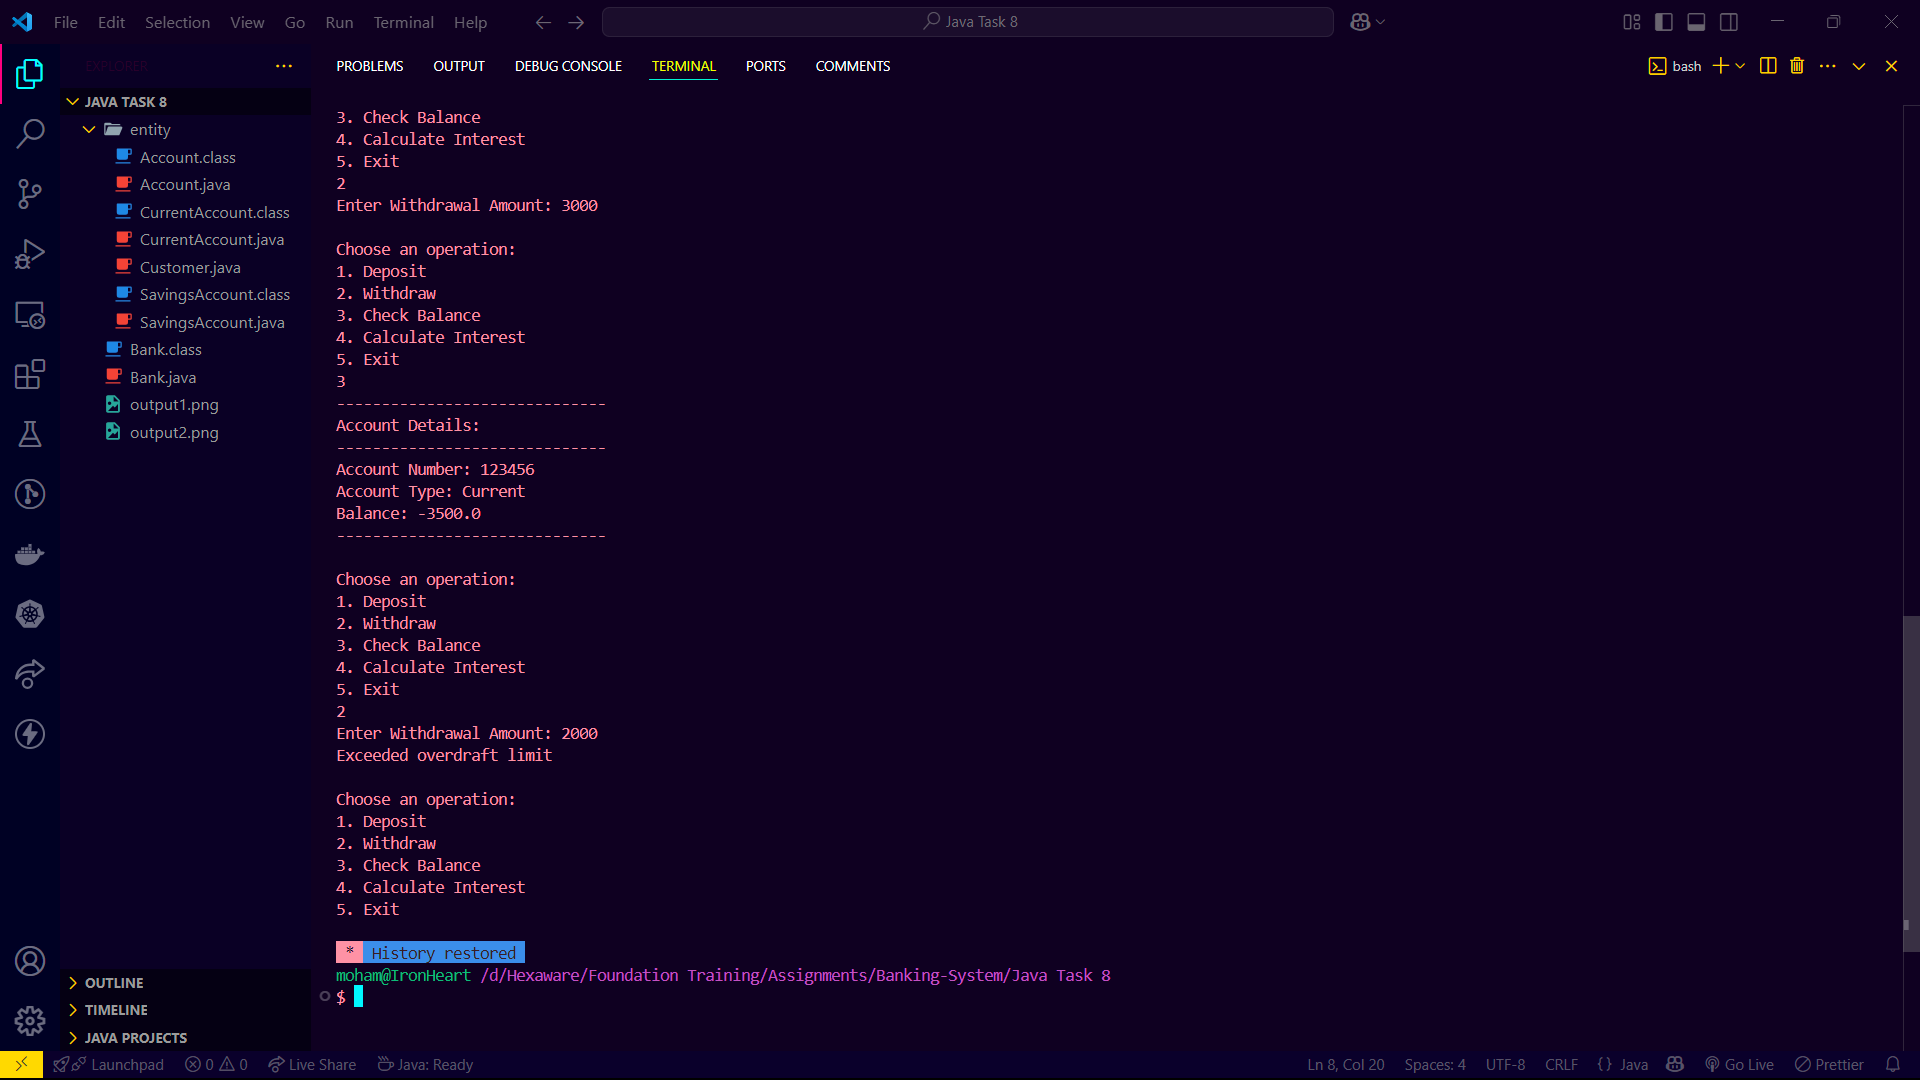 File Edit Selection View Go Run Terminal Help
Java Task 8
EXPLORER
JAVA TASK 8
entity
Account.class
Account.java
CurrentAccount.class
CurrentAccount.java
Customer.java
SavingsAccount.class
SavingsAccount.java
Bank.class
Bank.java
output1.png
output2.png
OUTLINE
TIMELINE
JAVA PROJECTS
PROBLEMS OUTPUT DEBUG CONSOLE TERMINAL PORTS COMMENTS
bash
3. Check Balance
4. Calculate Interest
5. Exit
2
Enter Withdrawal Amount: 3000
Choose an operation:
1. Deposit
2. Withdraw
3. Check Balance
4. Calculate Interest
5. Exit
3
------------------------------
Account Details:
------------------------------
Account Number: 123456
Account Type: Current
Balance: -3500.0
------------------------------
Choose an operation:
1. Deposit
2. Withdraw
3. Check Balance
4. Calculate Interest
5. Exit
2
Enter Withdrawal Amount: 2000
Exceeded overdraft limit
Choose an operation:
1. Deposit
2. Withdraw
3. Check Balance
4. Calculate Interest
5. Exit
* History restored
moham@IronHeart /d/Hexaware/Foundation Training/Assignments/Banking-System/Java Task 8
$
Launchpad 0 0 Live Share Java: Ready
Ln 8, Col 20 Spaces: 4 UTF-8 CRLF {} Java Go Live Prettier